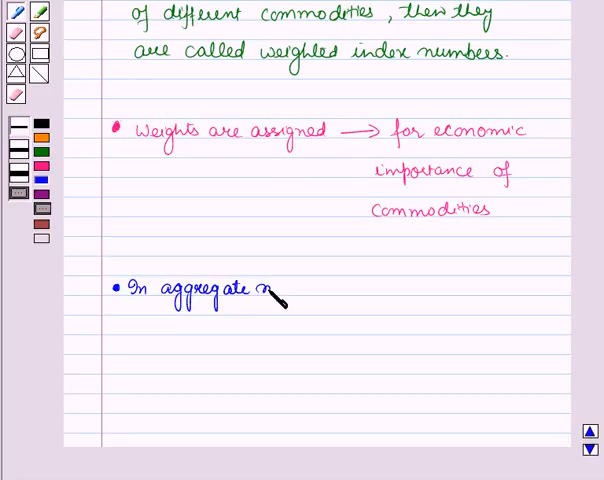 of different commodities, then they
are called weighted index numbers.
• Weights are assigned → for economic
importance of
commodities
• In aggregate